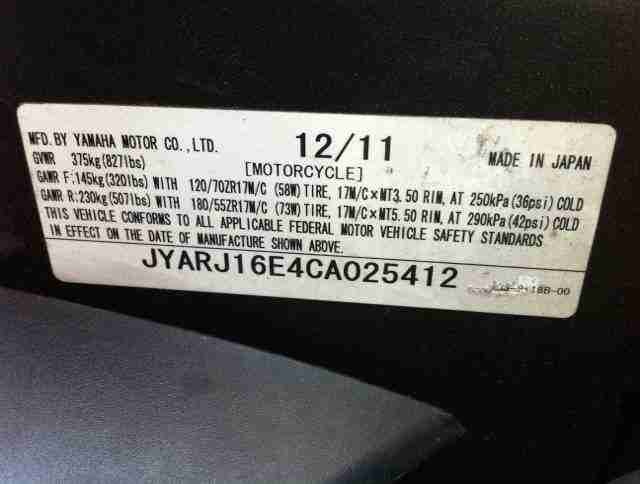 MFD.BY YAMAHA MOTOR CO.,LTD. 12/11 MADE IN JAPAN
GVWR 375kg(827lbs) [MOTORCYCLE]
GAWR F:145kg(320lbs) WITH 120/70ZR17M/C (58W)TIRE, 17M/C×MT3.50 RIM, AT 250kPa(36psi) COLD
GAWR R:230kg(507lbs) WITH 180/55ZR17M/C (73W)TIRE, 17M/C×MT5.50 RIM, AT 290kPa(42psi) COLD
THIS VEHICLE CONFORMS TO ALL APPLICABLE FEDERAL MOTOR VEHICLE SAFETY STANDARDS
IN EFFECT ON THE DATE OF MANUFACTURE SHOWN ABOVE.
JYARJ16E4CA025412